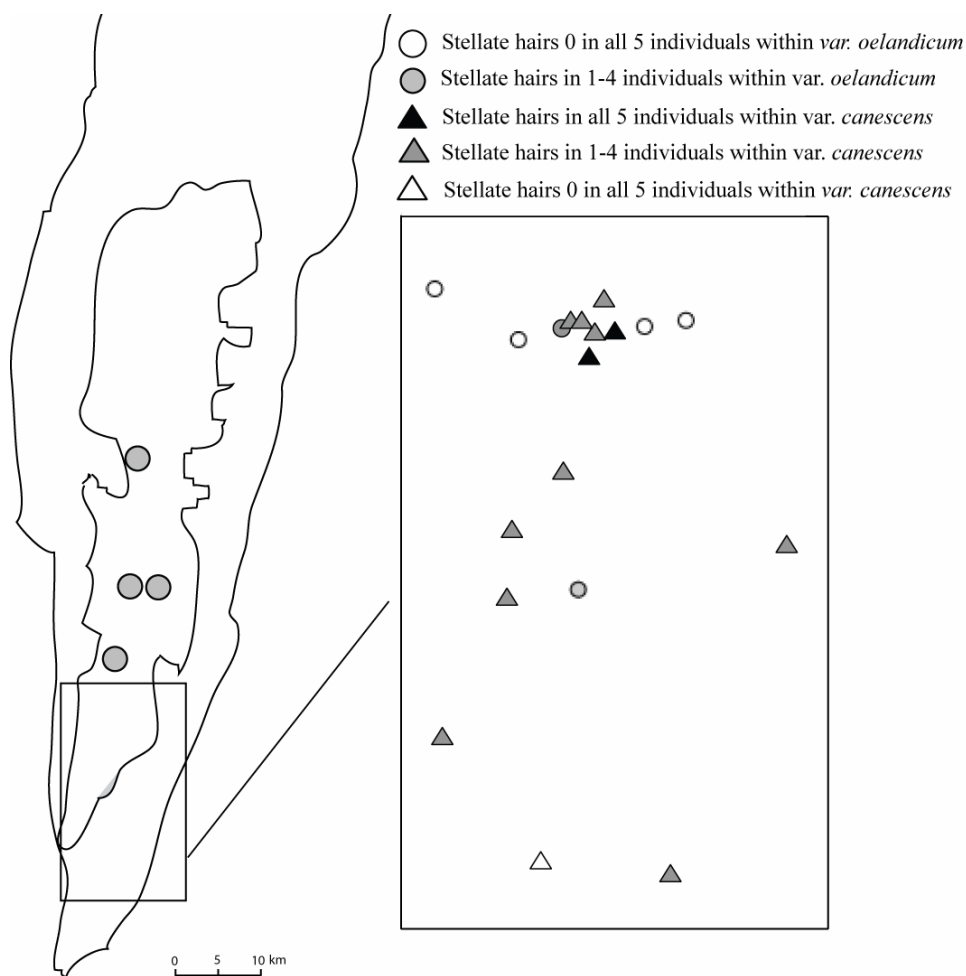 Stellate hairs 0 in all 5 individuals within var. oelandicum
Stellate hairs in 1-4 individuals within var. oelandicum
Stellate hairs in all 5 individuals within var. canescens
Stellate hairs in 1-4 individuals within var. canescens
Stellate hairs 0 in all 5 individuals within var. canescens
0 5 10 km